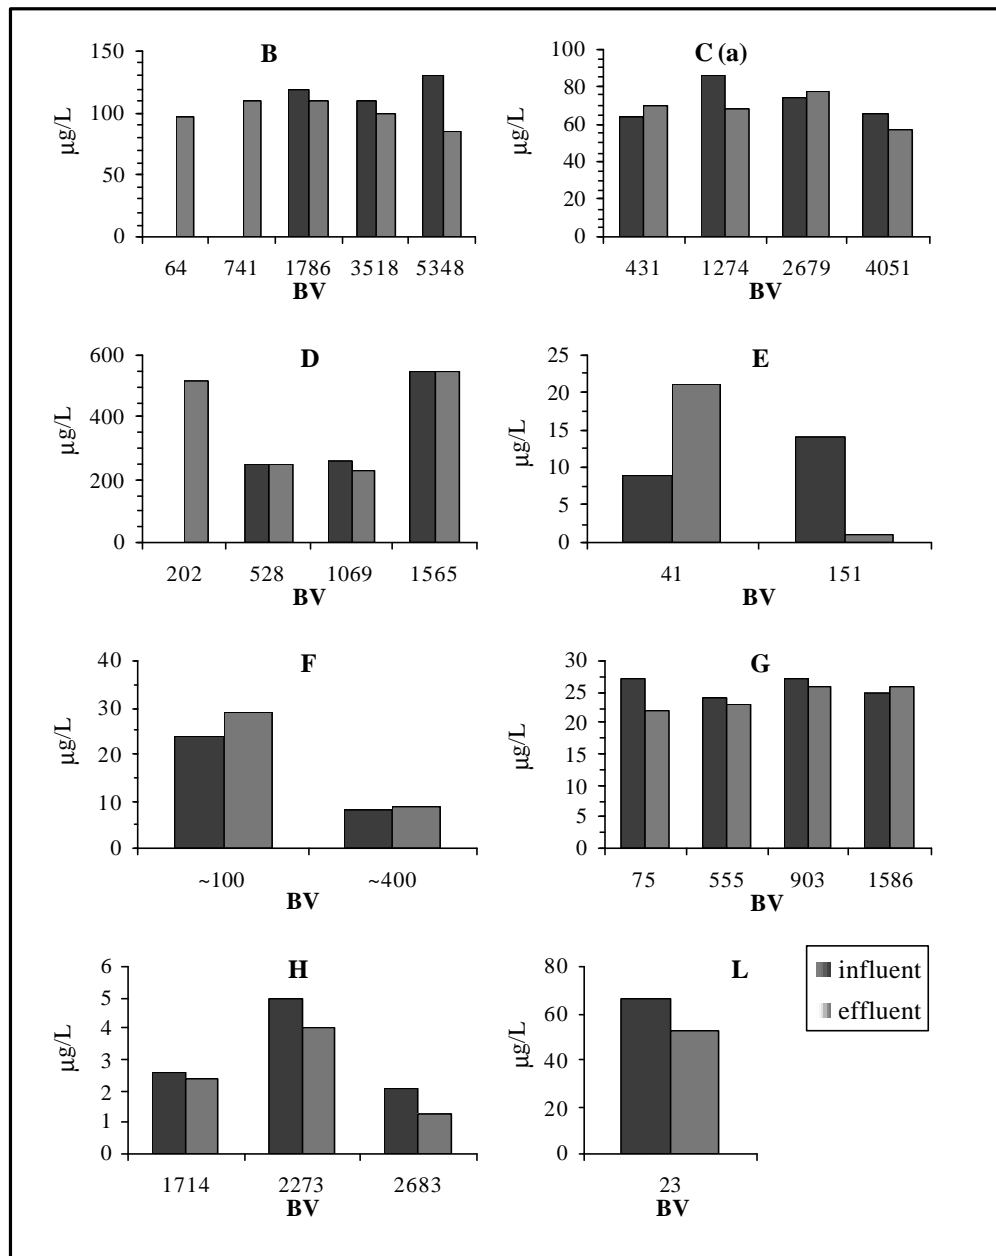 B
µg/L
150
100
50
0
64 741 1786 3518 5348
BV
C (a)
µg/L
100
80
60
40
20
0
431 1274 2679 4051
BV
D
µg/L
600
400
200
0
202 528 1069 1565
BV
E
µg/L
25
20
15
10
5
0
41 151
BV
F
µg/L
40
30
20
10
0
~100 ~400
BV
G
µg/L
30
25
20
15
10
5
0
75 555 903 1586
BV
H
µg/L
6
5
4
3
2
1
0
1714 2273 2683
BV
L
µg/L
80
60
40
20
0
23
BV
influent
effluent